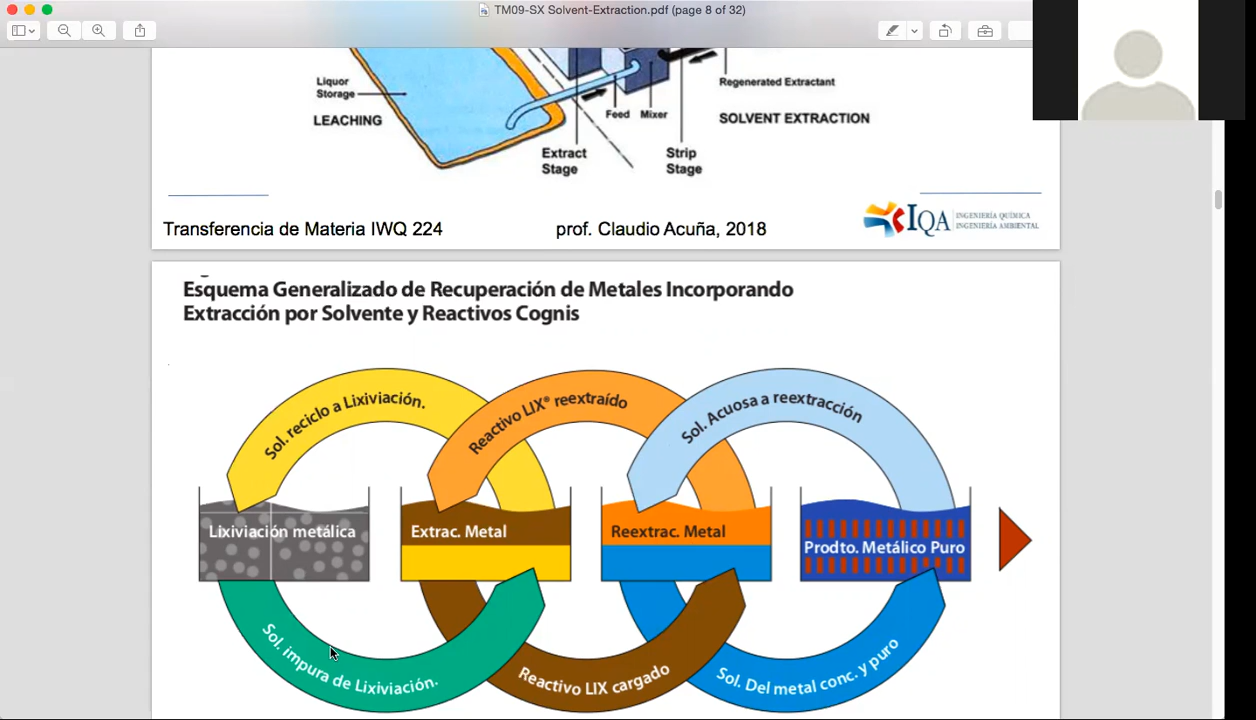 TM09-SX Solvent-Extraction.pdf (page 8 of 32)
Liquor
Storage
LEACHING
Feed
Mixer
Regenerated Extractant
SOLVENT EXTRACTION
Extract
Stage
Strip
Stage
Transferencia de Materia IWQ 224
prof. Claudio Acuña, 2018
IQA
INGENIERÍA QUÍMICA
INGENIERÍA AMBIENTAL
Esquema Generalizado de Recuperación de Metales Incorporando
Extracción por Solvente y Reactivos Cognis
Sol. reciclo a Lixiviación.
Reactivo LIX® reextraído
Sol. Acuosa a reextracción
Lixiviación metálica
Extrac. Metal
Reextrac. Metal
Prodto. Metálico Puro
Sol. impura de Lixiviación.
Reactivo LIX cargado
Sol. Del metal conc. y puro